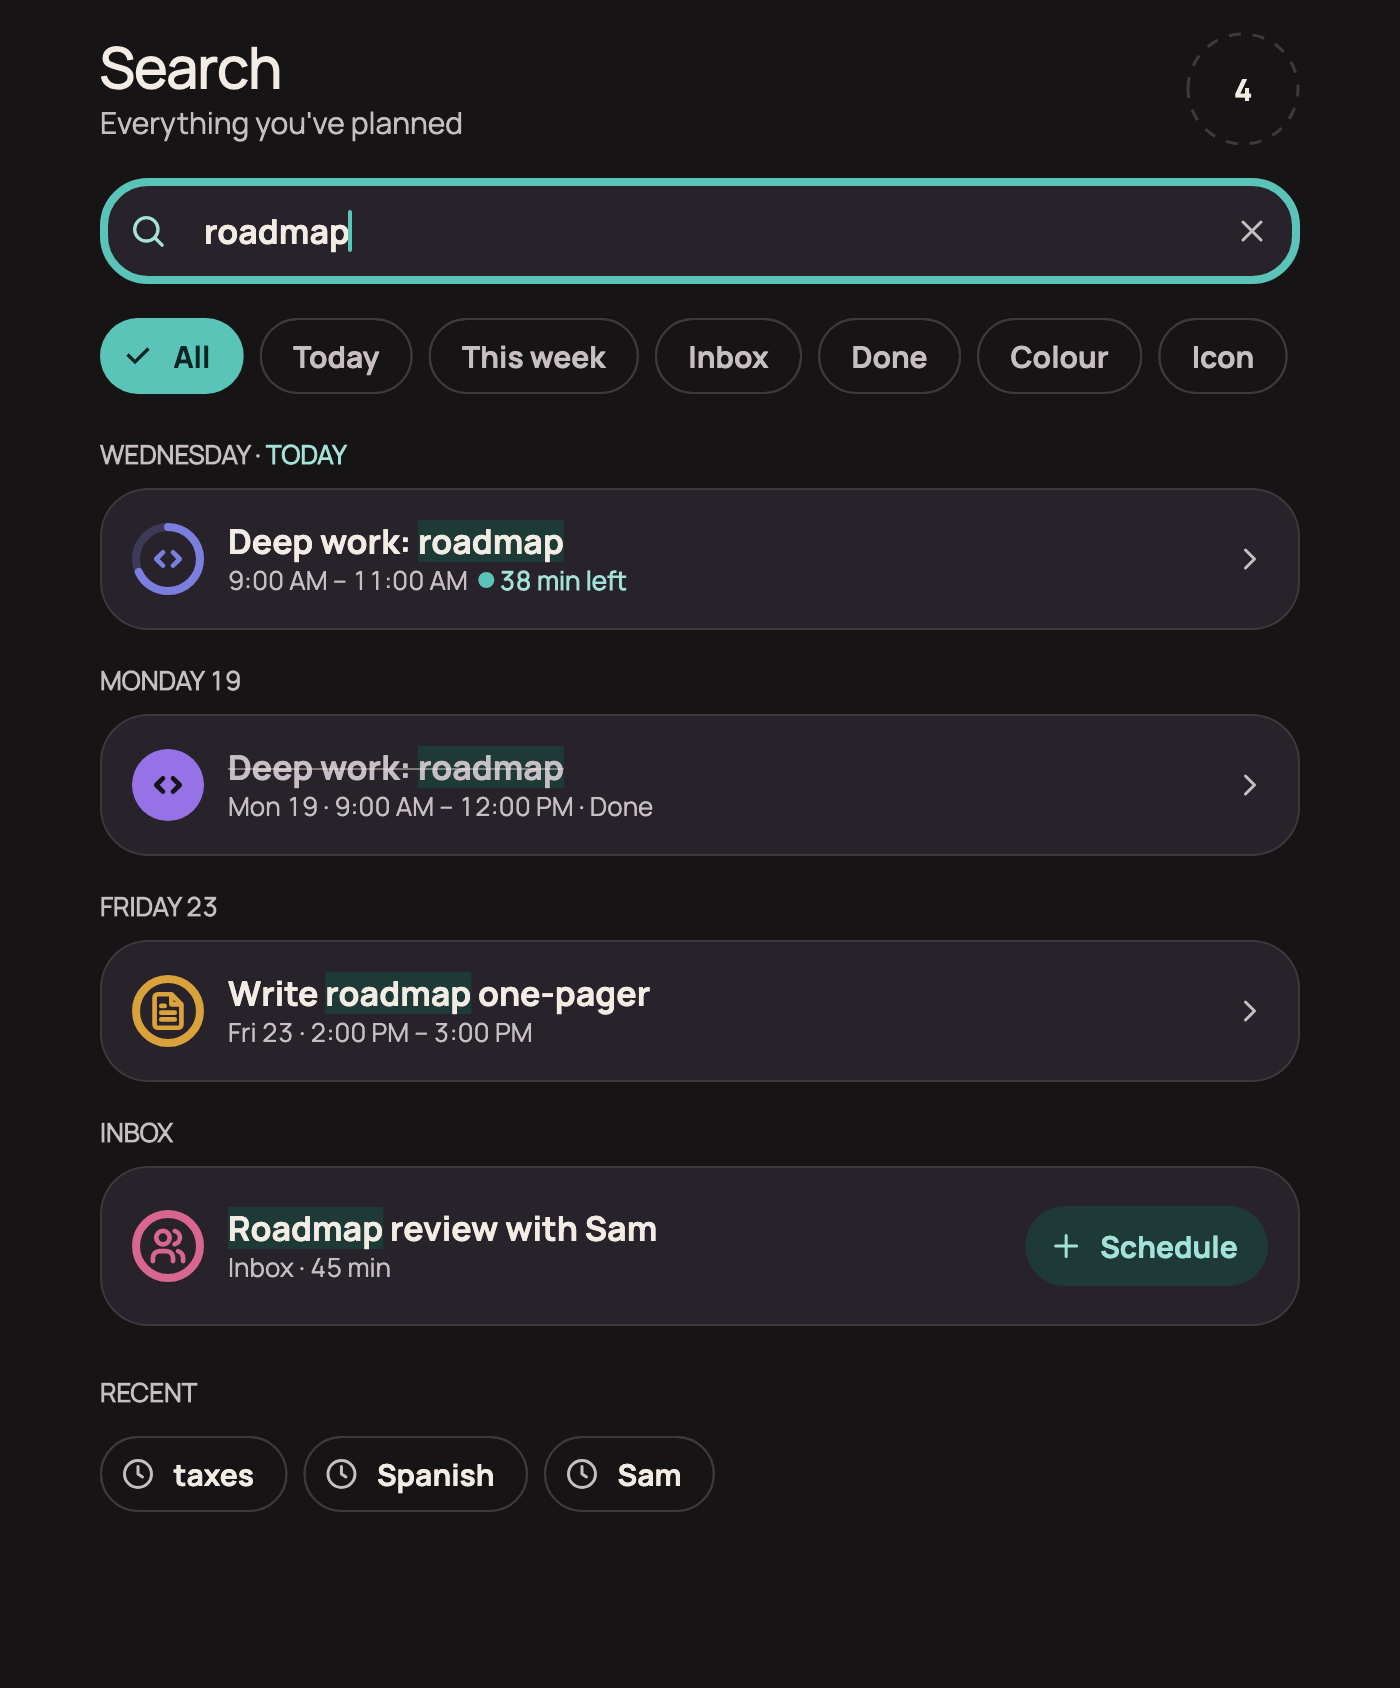 Search
4
Everything you've planned
roadmap
All Today This week Inbox Done Colour Icon
WEDNESDAY · TODAY
Deep work: roadmap
9:00 AM – 11:00 AM 38 min left
MONDAY 19
Deep work: roadmap
Mon 19 · 9:00 AM – 12:00 PM · Done
FRIDAY 23
Write roadmap one-pager
Fri 23 · 2:00 PM – 3:00 PM
INBOX
Roadmap review with Sam
Inbox · 45 min
Schedule
RECENT
taxes Spanish Sam